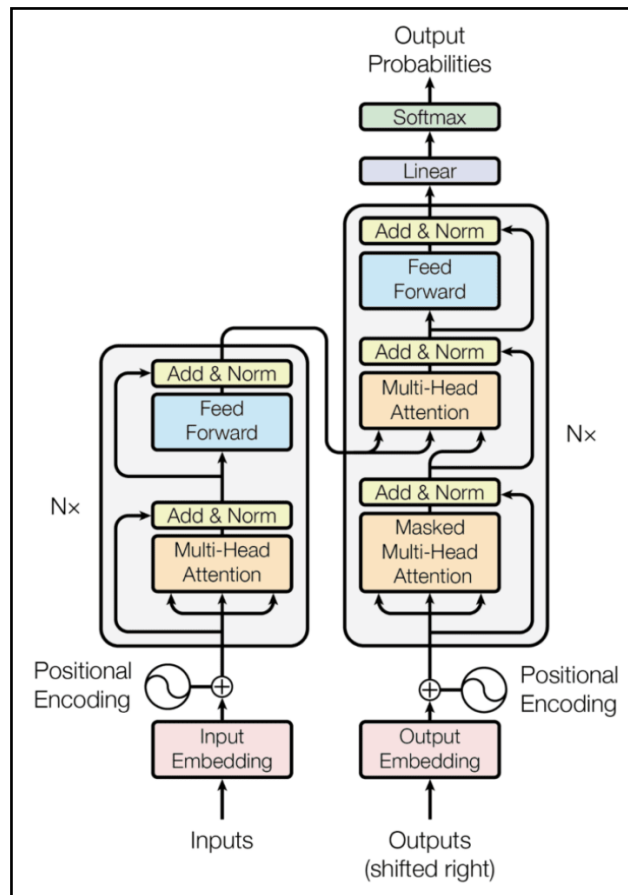 Output
Probabilities
Softmax
Linear
Add & Norm
Feed
Forward
Add & Norm
Multi-Head
Attention
Nx
Add & Norm
Masked
Multi-Head
Attention
Add & Norm
Feed
Forward
Nx
Add & Norm
Multi-Head
Attention
Positional
Encoding
Positional
Encoding
Input
Embedding
Output
Embedding
Inputs
Outputs
(shifted right)